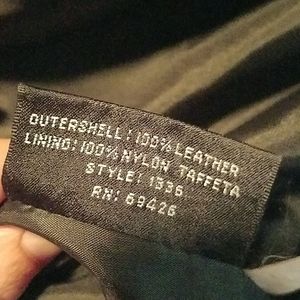 OUTERSHELL: 100% LEATHER
LINING: 100% NYLON TAFFETA
STYLE: 1336
RN: 69426